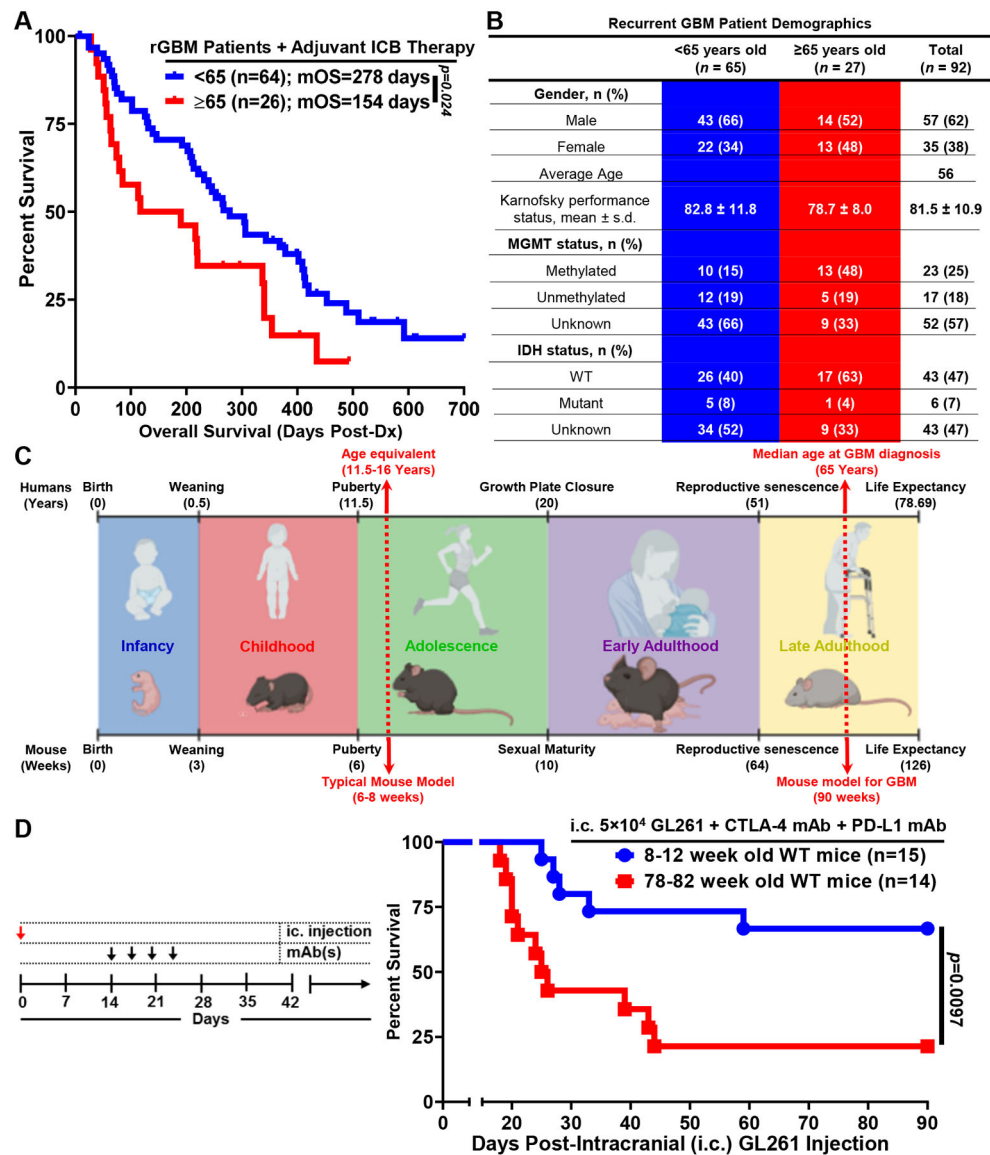 A
rGBM Patients + Adjuvant ICB Therapy
<65 (n=64); mOS=278 days
≥65 (n=26); mOS=154 days
p=0.024
Percent Survival
100
75
50
25
0
0 100 200 300 400 500 600 700
Overall Survival (Days Post-Dx)
B
Recurrent GBM Patient Demographics
<65 years old (n = 65) ≥65 years old (n = 27) Total (n = 92)
Gender, n (%)
Male 43 (66) 14 (52) 57 (62)
Female 22 (34) 13 (48) 35 (38)
Average Age 56
Karnofsky performance status, mean ± s.d. 82.8 ± 11.8 78.7 ± 8.0 81.5 ± 10.9
MGMT status, n (%)
Methylated 10 (15) 13 (48) 23 (25)
Unmethylated 12 (19) 5 (19) 17 (18)
Unknown 43 (66) 9 (33) 52 (57)
IDH status, n (%)
WT 26 (40) 17 (63) 43 (47)
Mutant 5 (8) 1 (4) 6 (7)
Unknown 34 (52) 9 (33) 43 (47)
C
Age equivalent
(11.5-16 Years)
Median age at GBM diagnosis
(65 Years)
Humans Birth Weaning Puberty Growth Plate Closure Reproductive senescence Life Expectancy
(Years) (0) (0.5) (11.5) (20) (51) (78.69)
Infancy Childhood Adolescence Early Adulthood Late Adulthood
Mouse Birth Weaning Puberty Sexual Maturity Reproductive senescence Life Expectancy
(Weeks) (0) (3) (6) (10) (64) (126)
Typical Mouse Model
(6-8 weeks)
Mouse model for GBM
(90 weeks)
D
ic. injection
mAb(s)
0 7 14 21 28 35 42
Days
i.c. 5×10⁴ GL261 + CTLA-4 mAb + PD-L1 mAb
8-12 week old WT mice (n=15)
78-82 week old WT mice (n=14)
p=0.0097
Percent Survival
100
75
50
25
0
0 20 30 40 50 60 70 80 90
Days Post-Intracranial (i.c.) GL261 Injection